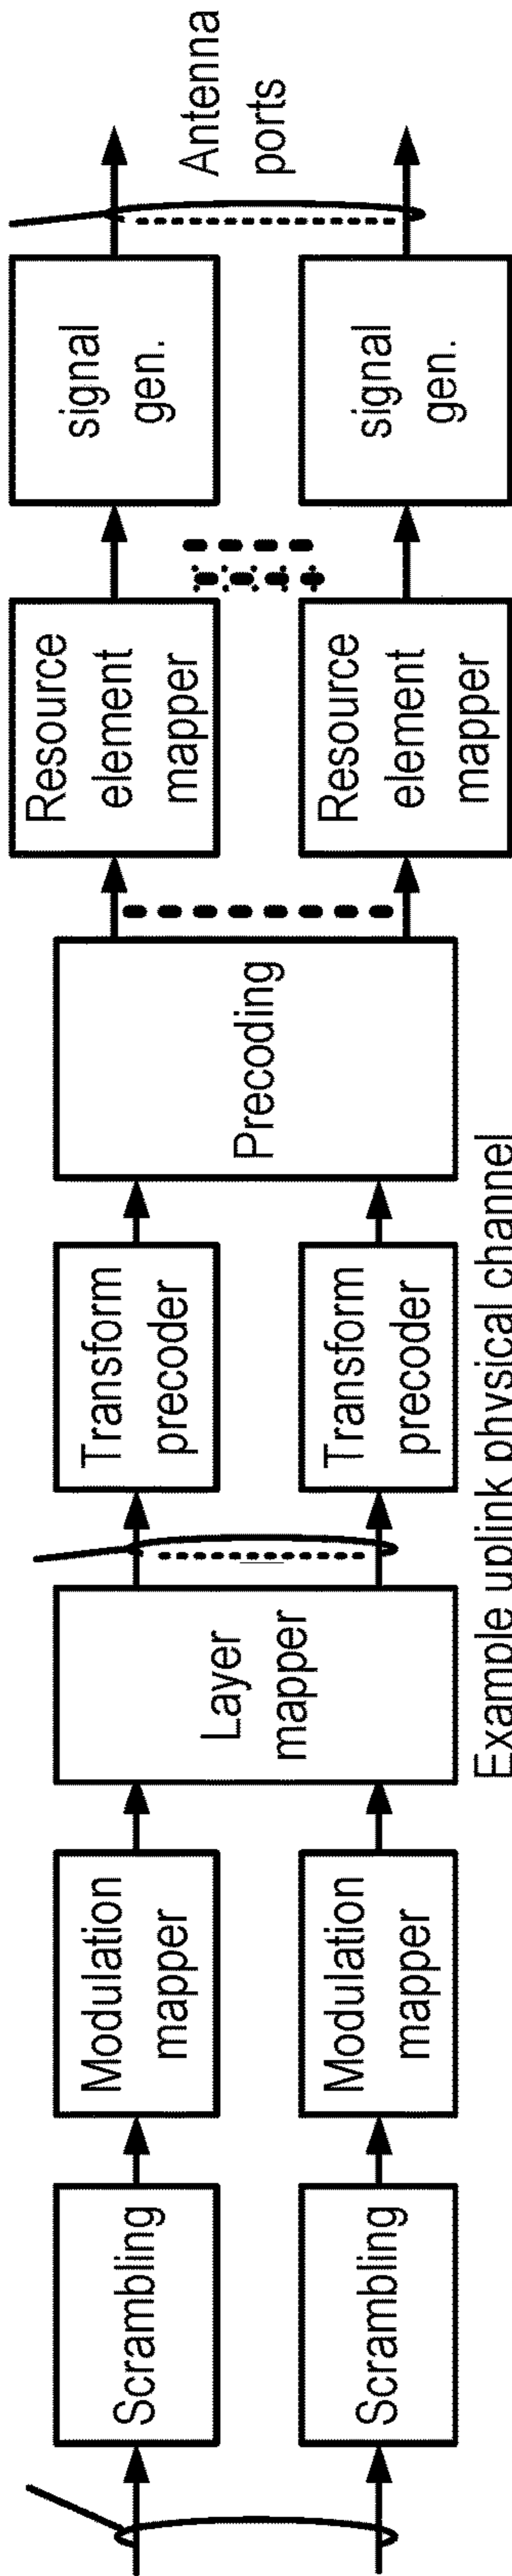 Scrambling
Scrambling
Modulation
mapper
Modulation
mapper
Layer
mapper
Transform
precoder
Transform
precoder
Precoding
Resource
element
mapper
Resource
element
mapper
signal
gen.
signal
gen.
Antenna
ports
Example uplink physical channel